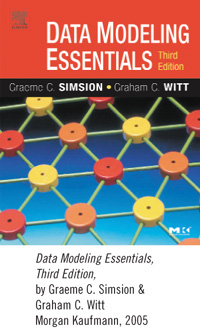 DATA MODELING
ESSENTIALS Third
Edition
Graeme C. SIMSION • Graham C. WITT
MK
Data Modeling Essentials,
Third Edition,
by Graeme C. Simsion &
Graham C. Witt
Morgan Kaufmann, 2005